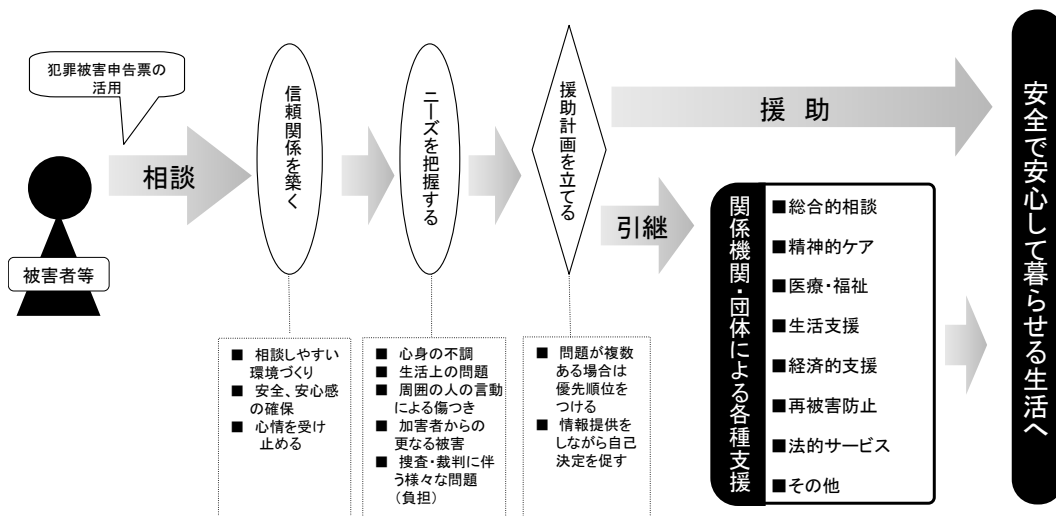 犯罪被害申告票の
活用
被害者等
相談
信頼関係を築く
ニーズを把握する
援助計画を立てる
援 助
引継
■ 相談しやすい
環境づくり
■ 安全、安心感
の確保
■ 心情を受け
止める
■ 心身の不調
■ 生活上の問題
■ 周囲の人の言動
による傷つき
■ 加害者からの
更なる被害
■ 捜査・裁判に伴
う様々な問題
(負担)
■ 問題が複数
ある場合は
優先順位を
つける
■ 情報提供を
しながら自己
決定を促す
関係機関・団体による各種支援
■総合的相談
■精神的ケア
■医療・福祉
■生活支援
■経済的支援
■再被害防止
■法的サービス
■その他
安全で安心して暮らせる生活へ